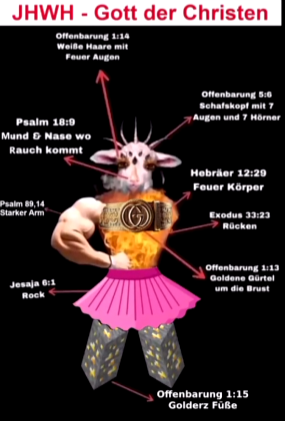 JHWH - Gott der Christen
Offenbarung 1:14
Weiße Haare mit
Feuer Augen
Offenbarung 5:6
Schafskopf mit 7
Augen und 7 Hörner
Psalm 18:9
Mund & Nase wo
Rauch kommt
Hebräer 12:29
Feuer Körper
Psalm 89,14
Starker Arm
Exodus 33:23
Rücken
Offenbarung 1:13
Goldene Gürtel
um die Brust
Jesaja 6:1
Rock
Offenbarung 1:15
Golderz Füße